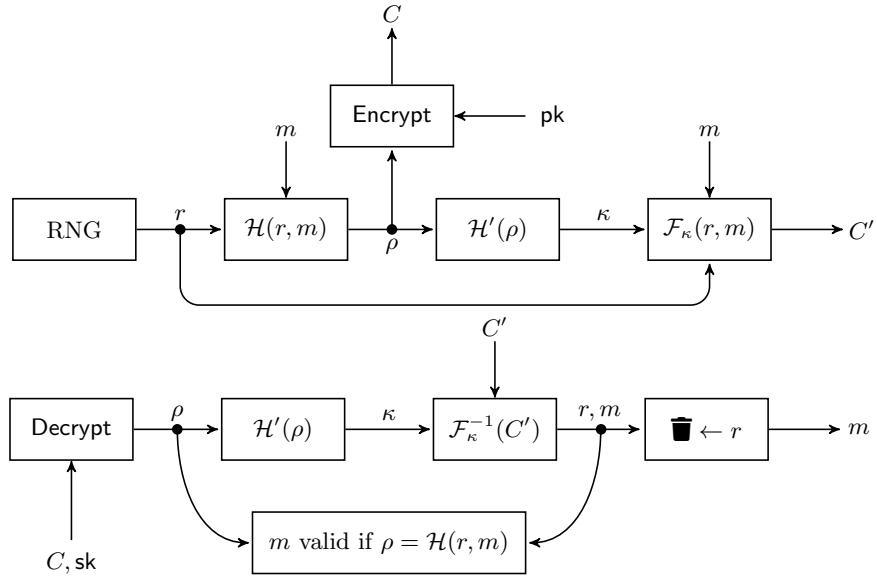 C
Encrypt
pk
m
m
RNG
r
ℋ(r, m)
ρ
ℋ′(ρ)
κ
ℱκ(r, m)
C′
C′
Decrypt
ρ
ℋ′(ρ)
κ
ℱκ⁻¹(C′)
r, m
← r
m
m valid if ρ = ℋ(r, m)
C, sk